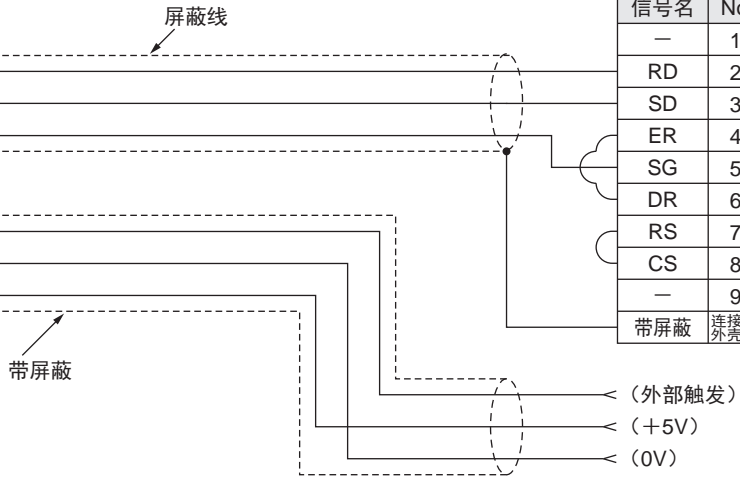 屏蔽线
信号名 No
— 1
RD 2
SD 3
ER 4
SG 5
DR 6
RS 7
CS 8
— 9
带屏蔽 连接
外壳
带屏蔽
（外部触发）
（＋5V）
（0V）